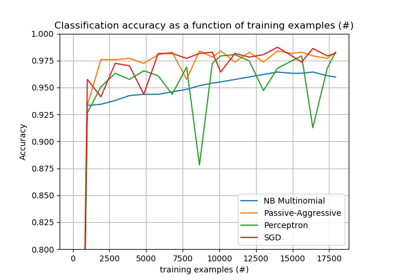 Classification accuracy as a function of training examples (#)
1.000
0.975
0.950
0.925
0.900
0.875
0.850
0.825
0.800
Accuracy
NB Multinomial
Passive-Aggressive
Perceptron
SGD
0 2500 5000 7500 10000 12500 15000 17500
training examples (#)